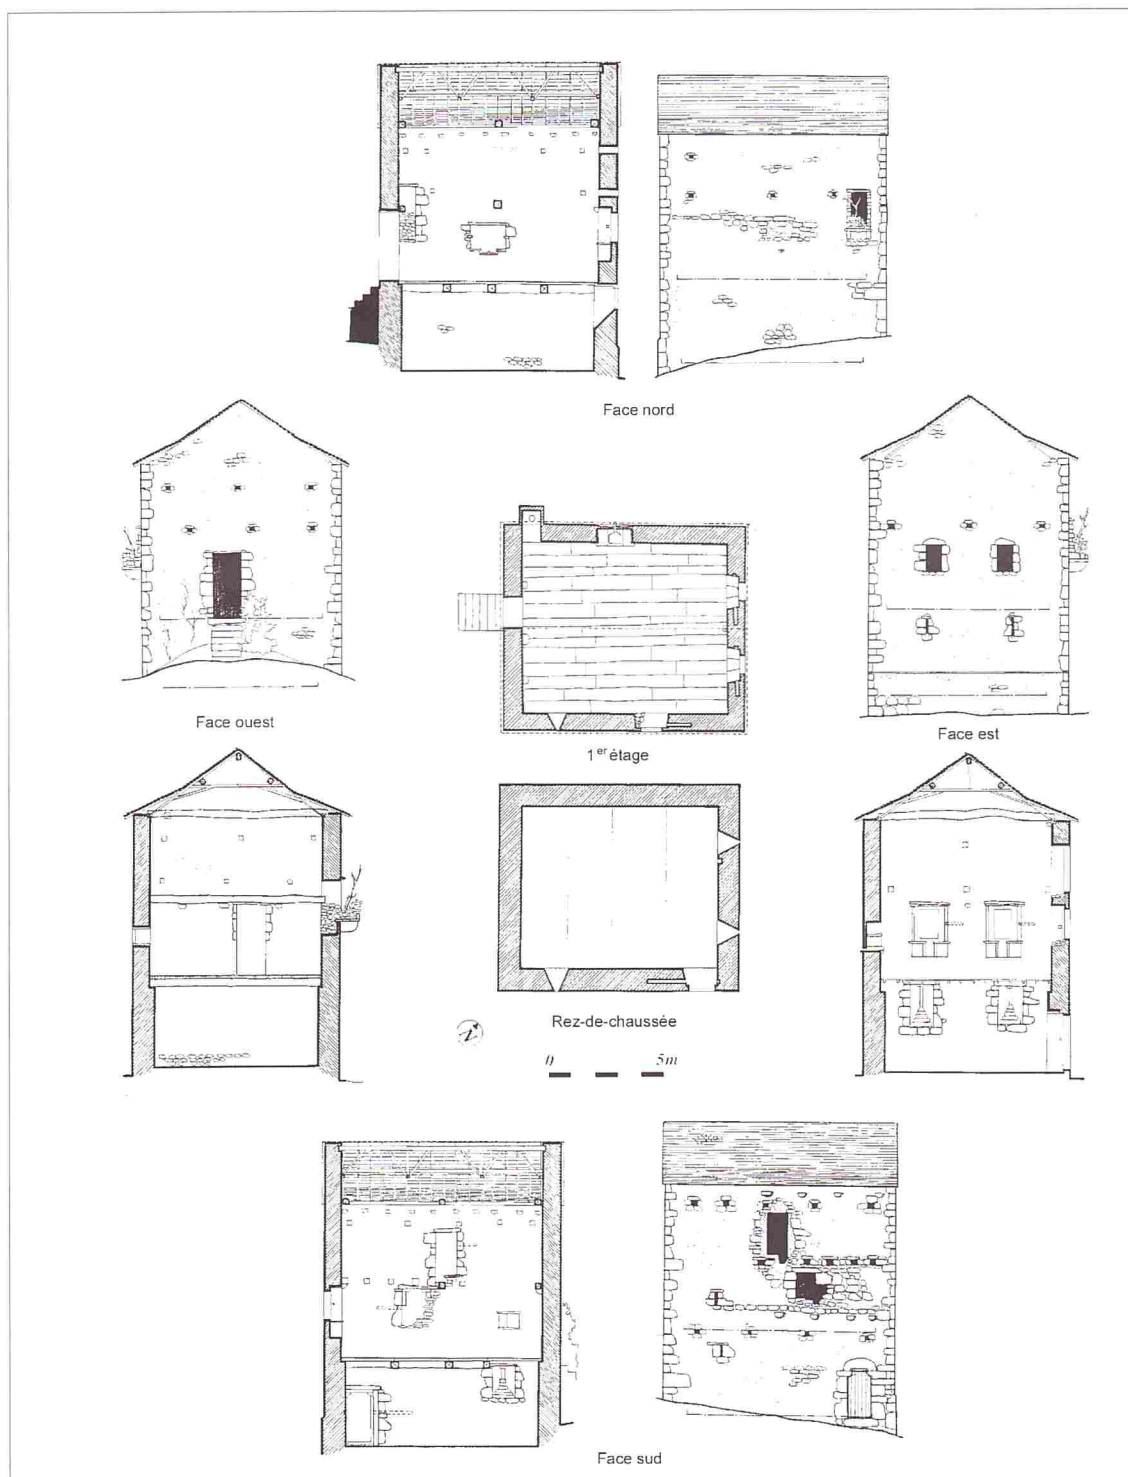 Face nord
Face ouest
1er étage
Face est
Rez-de-chaussée
N
0 5m
Face sud